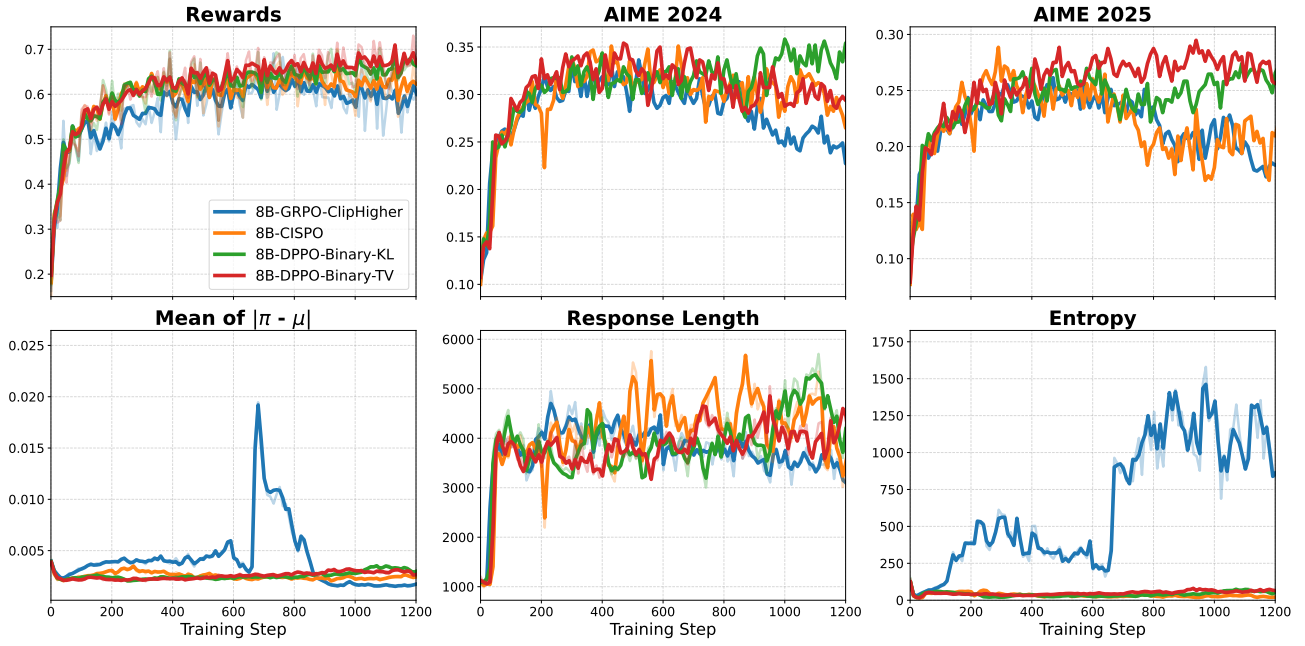 Rewards
0.7
0.6
0.5
0.4
0.3
0.2
8B-GRPO-ClipHigher
8B-CISPO
8B-DPPO-Binary-KL
8B-DPPO-Binary-TV
AIME 2024
0.35
0.30
0.25
0.20
0.15
0.10
AIME 2025
0.30
0.25
0.20
0.15
0.10
Mean of |π - μ|
0.025
0.020
0.015
0.010
0.005
0 200 400 600 800 1000 1200
Training Step
Response Length
6000
5000
4000
3000
2000
1000
0 200 400 600 800 1000 1200
Training Step
Entropy
1750
1500
1250
1000
750
500
250
0
0 200 400 600 800 1000 1200
Training Step